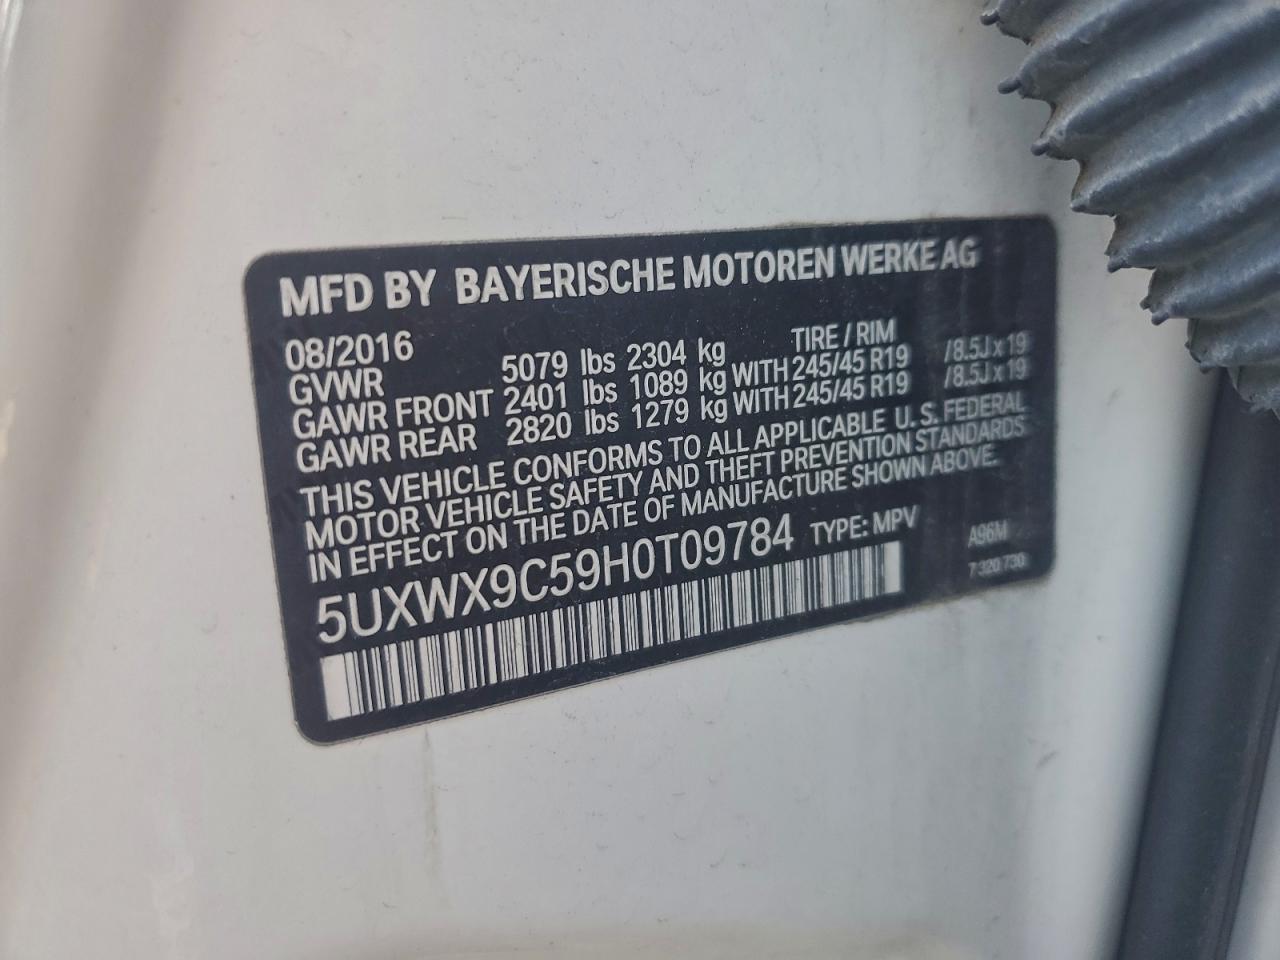 MFD BY BAYERISCHE MOTOREN WERKE AG
08/2016 TIRE / RIM
GVWR 5079 lbs 2304 kg
GAWR FRONT 2401 lbs 1089 kg WITH 245/45 R19 /8.5J x 19
GAWR REAR 2820 lbs 1279 kg WITH 245/45 R19 /8.5J x 19
THIS VEHICLE CONFORMS TO ALL APPLICABLE U. S. FEDERAL
MOTOR VEHICLE SAFETY AND THEFT PREVENTION STANDARDS
IN EFFECT ON THE DATE OF MANUFACTURE SHOWN ABOVE.
5UXWX9C59H0T09784 TYPE: MPV A96M
7 320 730